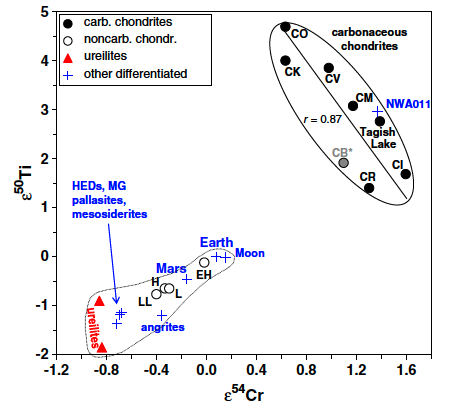 carb. chondrites
noncarb. chondr.
ureilites
other differentiated
carbonaceous
chondrites
CO
CK
CV
CM
NWA011
r = 0.87
Tagish
Lake
CB*
CI
CR
HEDs, MG
pallasites,
mesosiderites
Earth
Moon
Mars
EH
H
L
LL
angrites
ureilites
5
4
3
2
1
0
-1
-2
-1.2
-0.8
-0.4
0.0
0.4
0.8
1.2
1.6
ε50Ti
ε54Cr